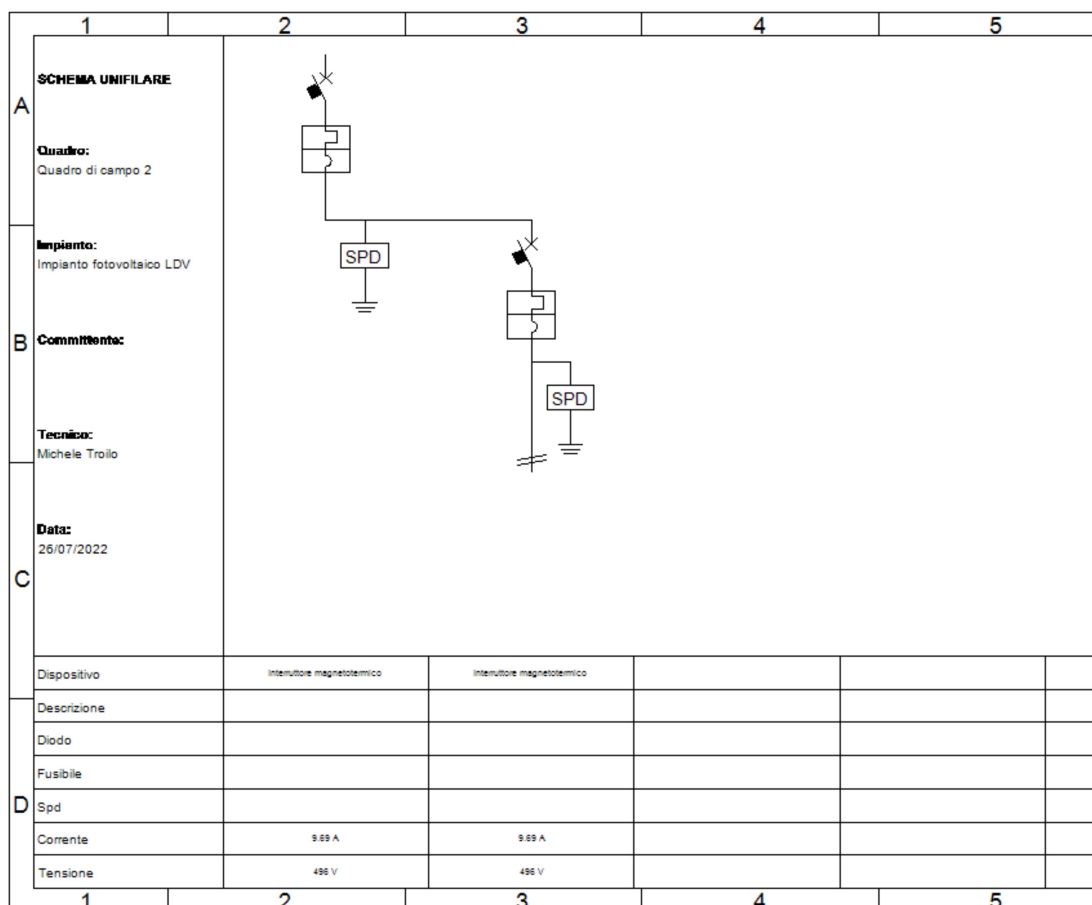 1 2 3 4 5
SCHEMA UNIFILARE
A
Quadro:
Quadro di campo 2
Impianto:
Impianto fotovoltaico LDV
SPD
B
Committente:
SPD
Tecnico:
Michele Troilo
Data:
26/07/2022
C
Dispositivo Interruttore magnetotermico Interruttore magnetotermico
Descrizione
Diodo
Fusibile
D
Spd
Corrente 9.69 A 9.69 A
Tensione 496 V 496 V
1 2 3 4 5